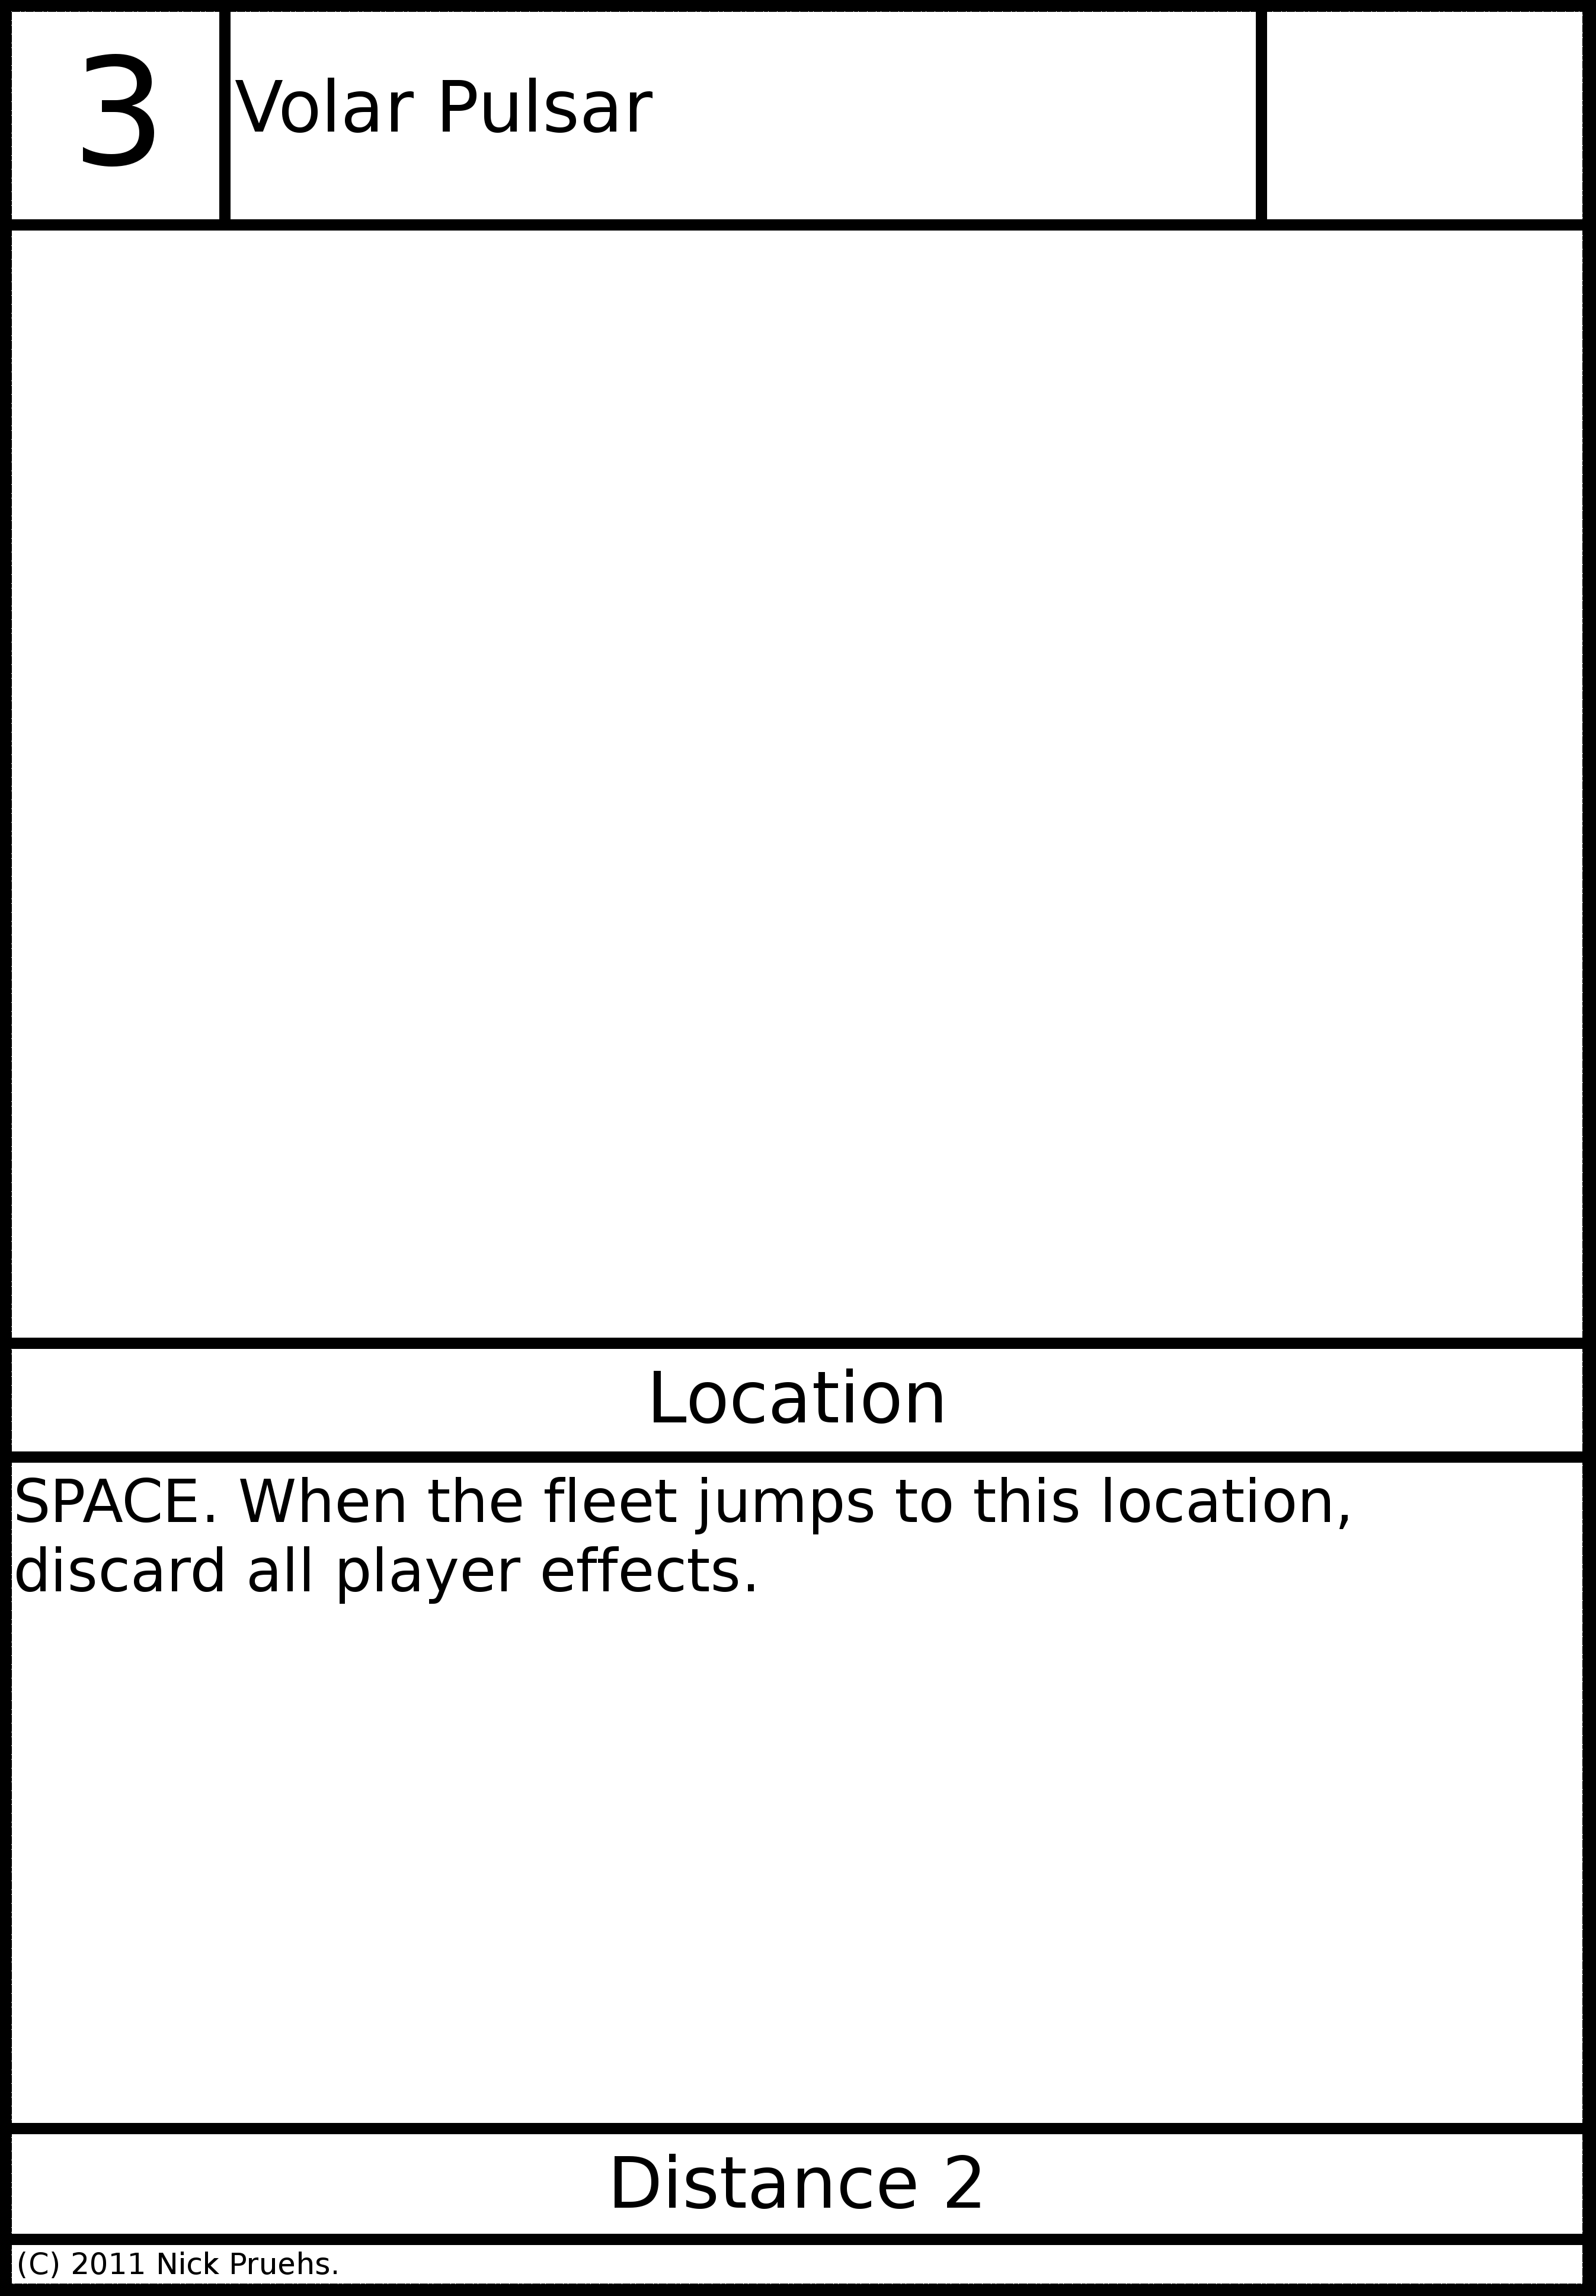 3
Volar Pulsar
Location
SPACE. When the fleet jumps to this location,
discard all player effects.
Distance 2
(C) 2011 Nick Pruehs.